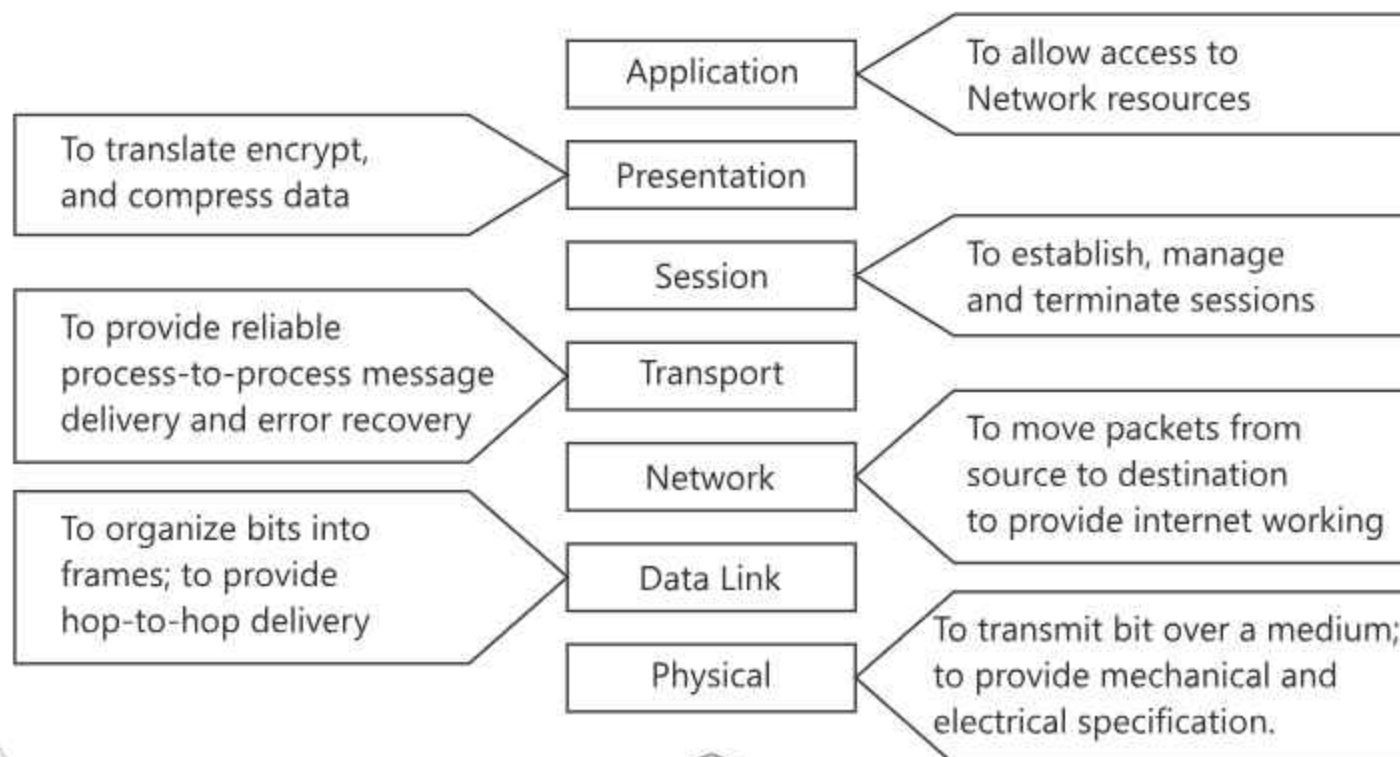 Application
To allow access to
Network resources
To translate encrypt,
and compress data
Presentation
Session
To establish, manage
and terminate sessions
To provide reliable
process-to-process message
delivery and error recovery
Transport
Network
To move packets from
source to destination
to provide internet working
To organize bits into
frames; to provide
hop-to-hop delivery
Data Link
Physical
To transmit bit over a medium;
to provide mechanical and
electrical specification.